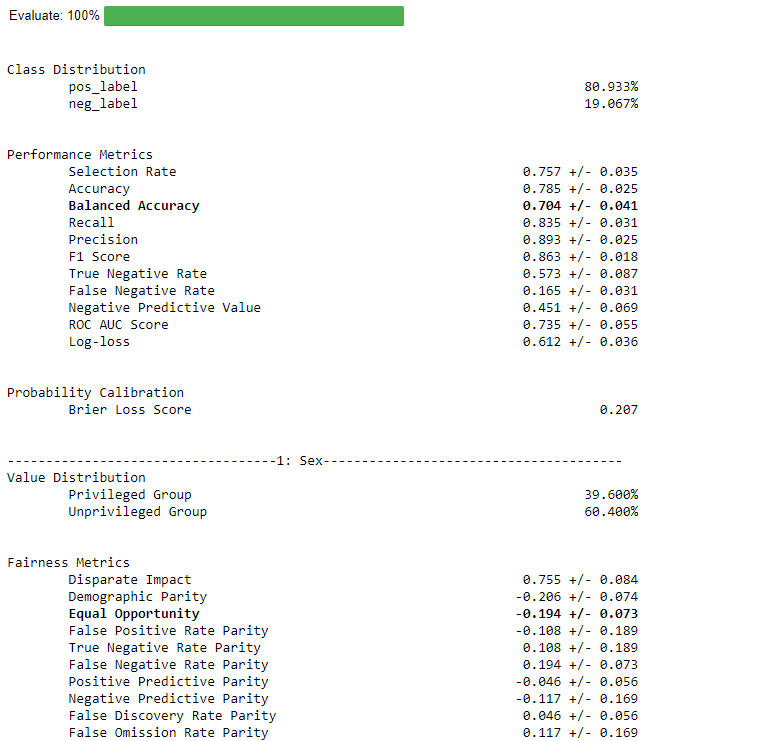 Evaluate: 100%
Class Distribution
pos_label 80.933%
neg_label 19.067%
Performance Metrics
Selection Rate 0.757 +/- 0.035
Accuracy 0.785 +/- 0.025
Balanced Accuracy 0.704 +/- 0.041
Recall 0.835 +/- 0.031
Precision 0.893 +/- 0.025
F1 Score 0.863 +/- 0.018
True Negative Rate 0.573 +/- 0.087
False Negative Rate 0.165 +/- 0.031
Negative Predictive Value 0.451 +/- 0.069
ROC AUC Score 0.735 +/- 0.055
Log-loss 0.612 +/- 0.036
Probability Calibration
Brier Loss Score 0.207
-----------------------------------1: Sex---------------------------------------
Value Distribution
Privileged Group 39.600%
Unprivileged Group 60.400%
Fairness Metrics
Disparate Impact 0.755 +/- 0.084
Demographic Parity -0.206 +/- 0.074
Equal Opportunity -0.194 +/- 0.073
False Positive Rate Parity -0.108 +/- 0.189
True Negative Rate Parity 0.108 +/- 0.189
False Negative Rate Parity 0.194 +/- 0.073
Positive Predictive Parity -0.046 +/- 0.056
Negative Predictive Parity -0.117 +/- 0.169
False Discovery Rate Parity 0.046 +/- 0.056
False Omission Rate Parity 0.117 +/- 0.169